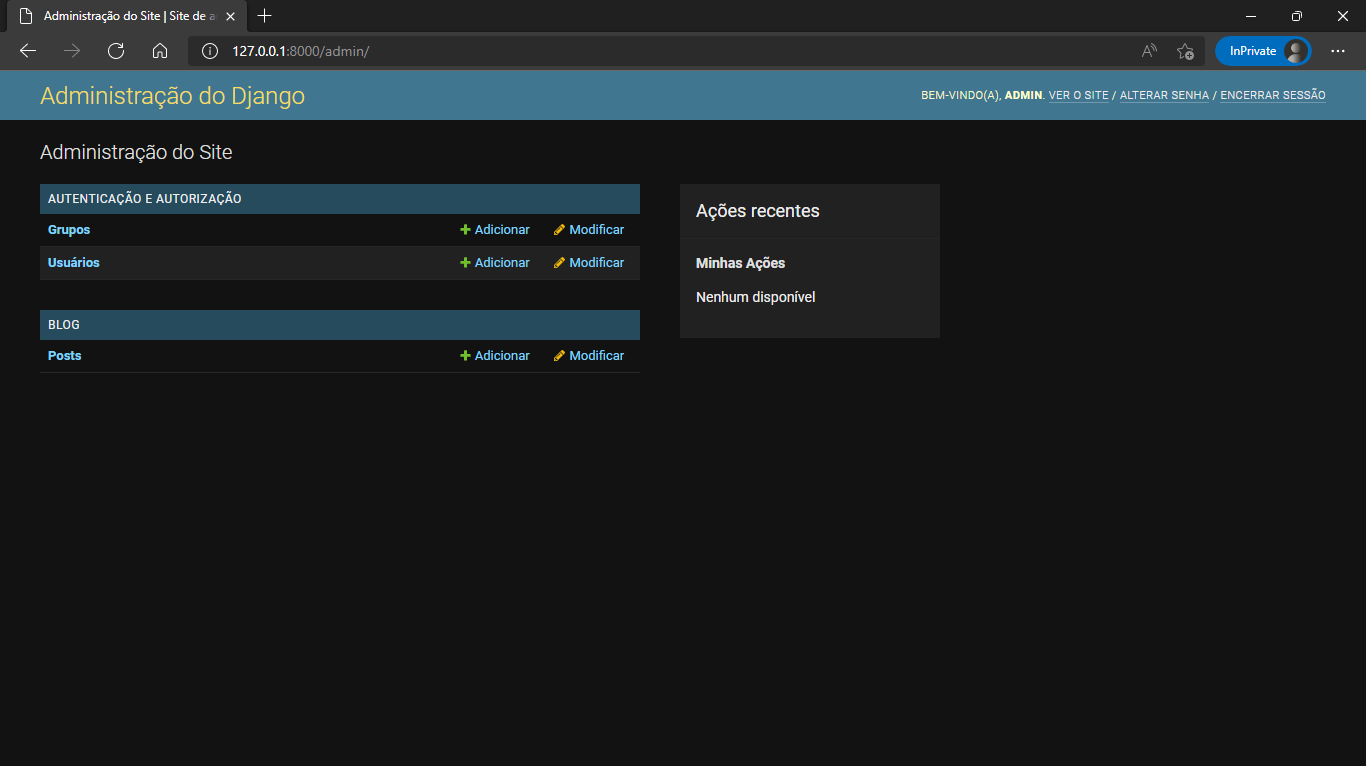 Administração do Site | Site de a
127.0.0.1:8000/admin/
InPrivate
Administração do Django
BEM-VINDO(A), ADMIN. VER O SITE / ALTERAR SENHA / ENCERRAR SESSÃO
Administração do Site
AUTENTICAÇÃO E AUTORIZAÇÃO
Grupos Adicionar Modificar
Usuários Adicionar Modificar
BLOG
Posts Adicionar Modificar
Ações recentes
Minhas Ações
Nenhum disponível